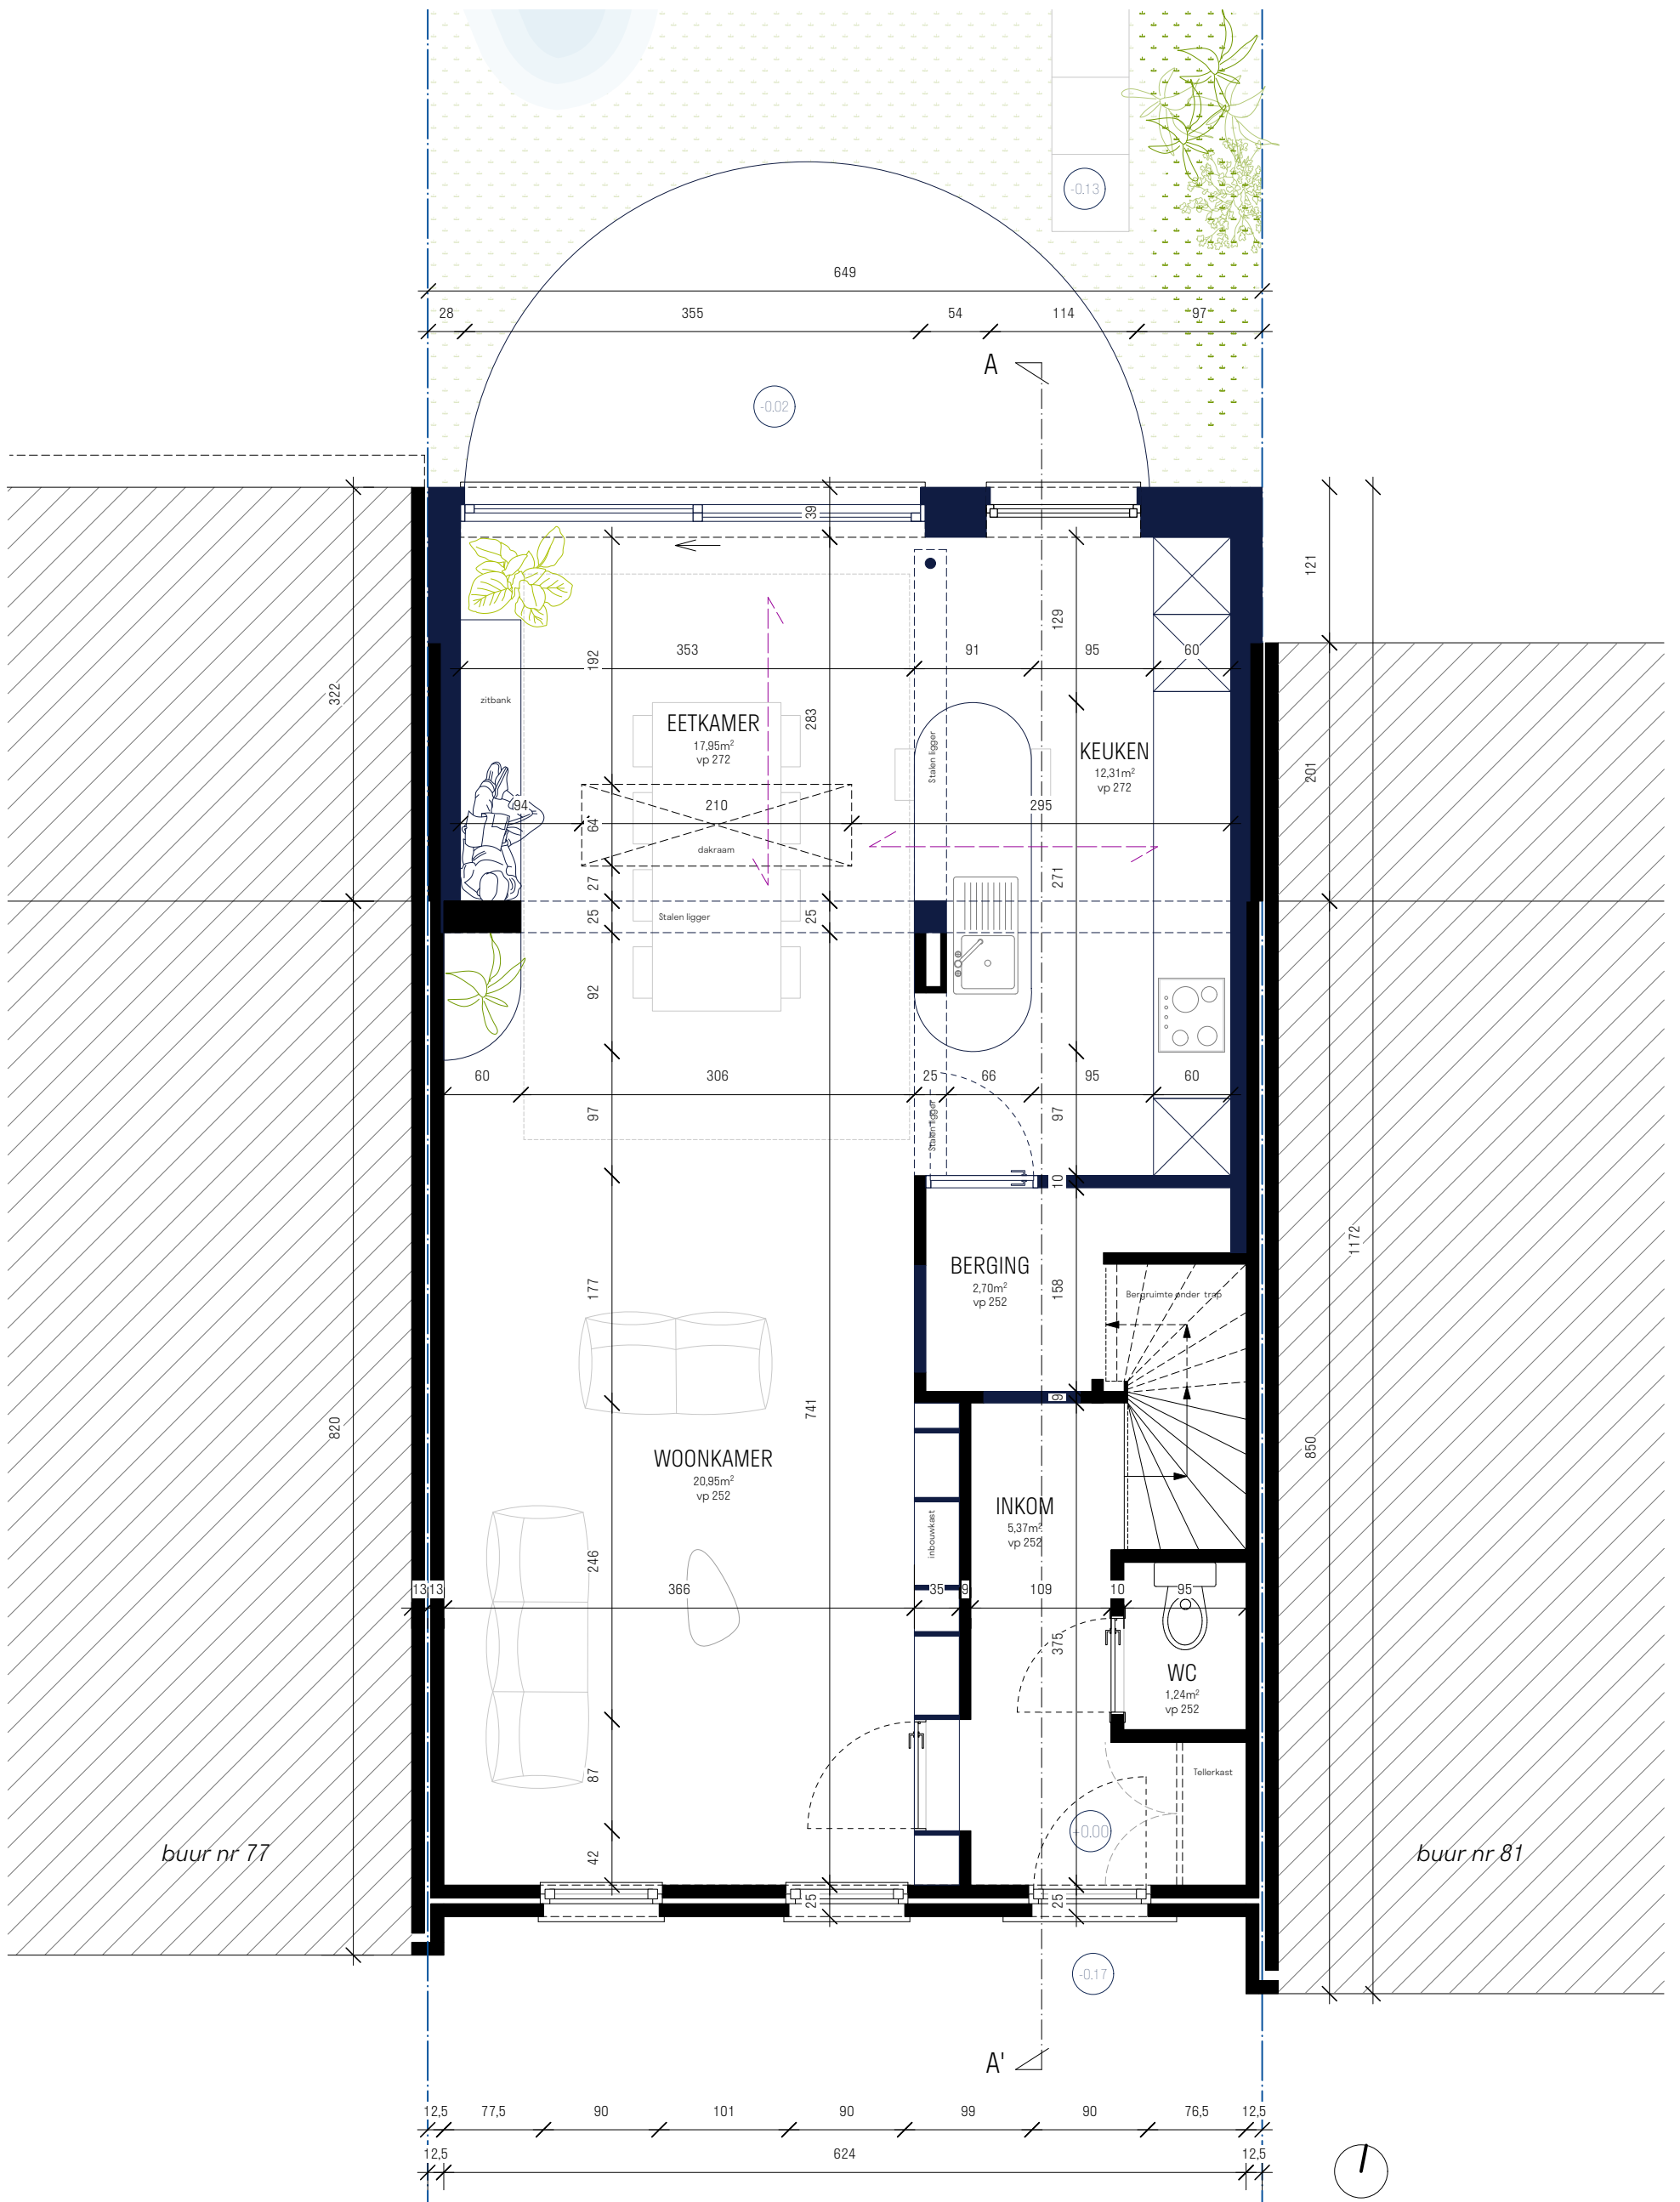 -0.13
649
28 355 54 114 97
A
-0.02
39
121
129
192
353 91 95 60
322
zitbank
283
EETKAMER
17,95m²
vp 272
Stalen ligger
KEUKEN
12,31m²
vp 272
201
94 210 295
64
dakraam
27
271
25
Stalen ligger
25
92
60 306 25 66 95 60
97
Stalen ligger
97
10
1172
BERGING
2,70m²
vp 252
177
158
Bergruimte onder trap
9
741
820
850
WOONKAMER
20,95m²
vp 252
INKOM
5,37m²
vp 252
inbouwkast
246
13 13 366 35 9 109 10 95
375
WC
1,24m²
vp 252
87
Tellerkast
buur nr 77
42
-0.00
buur nr 81
25
25
-0.17
A'
12,5 77,5 90 101 90 99 90 76,5 12,5
12,5 624 12,5